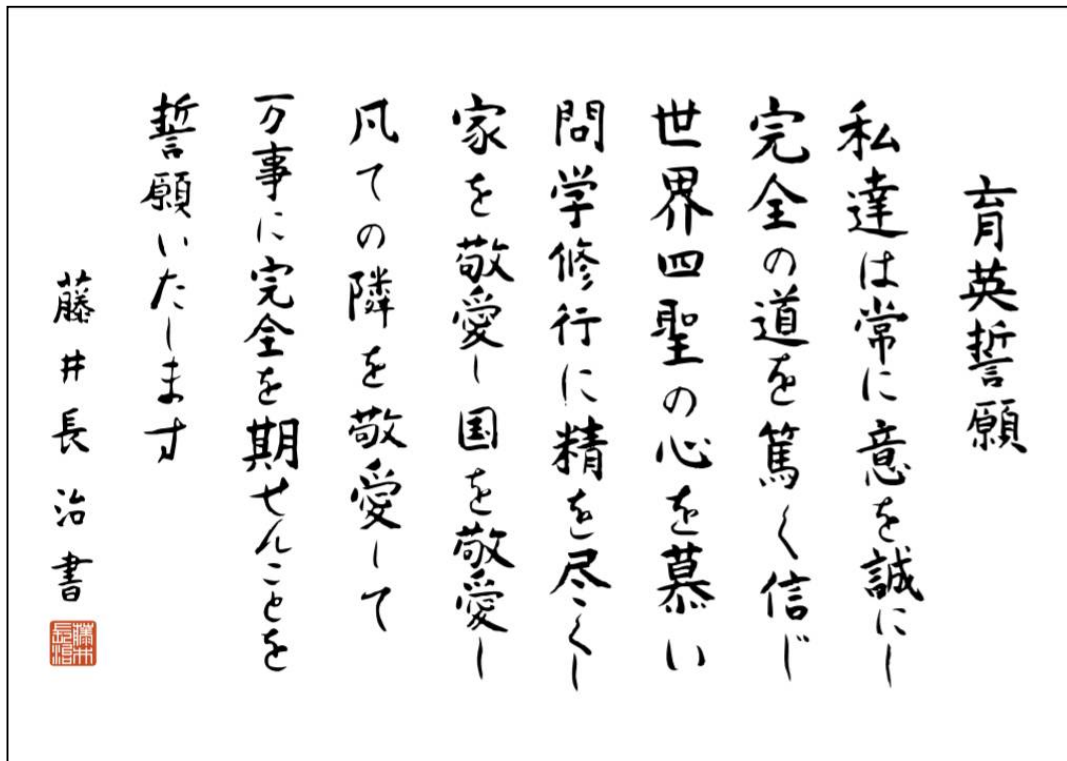 育英誓願
私達は常に意を誠にし
完全の道を篤く信じ
世界四聖の心を慕い
問学修行に精を尽くし
家を敬愛し国を敬愛し
凡ての隣を敬愛して
万事に完全を期せんことを
誓願いたします
藤井長治書
藤井長治